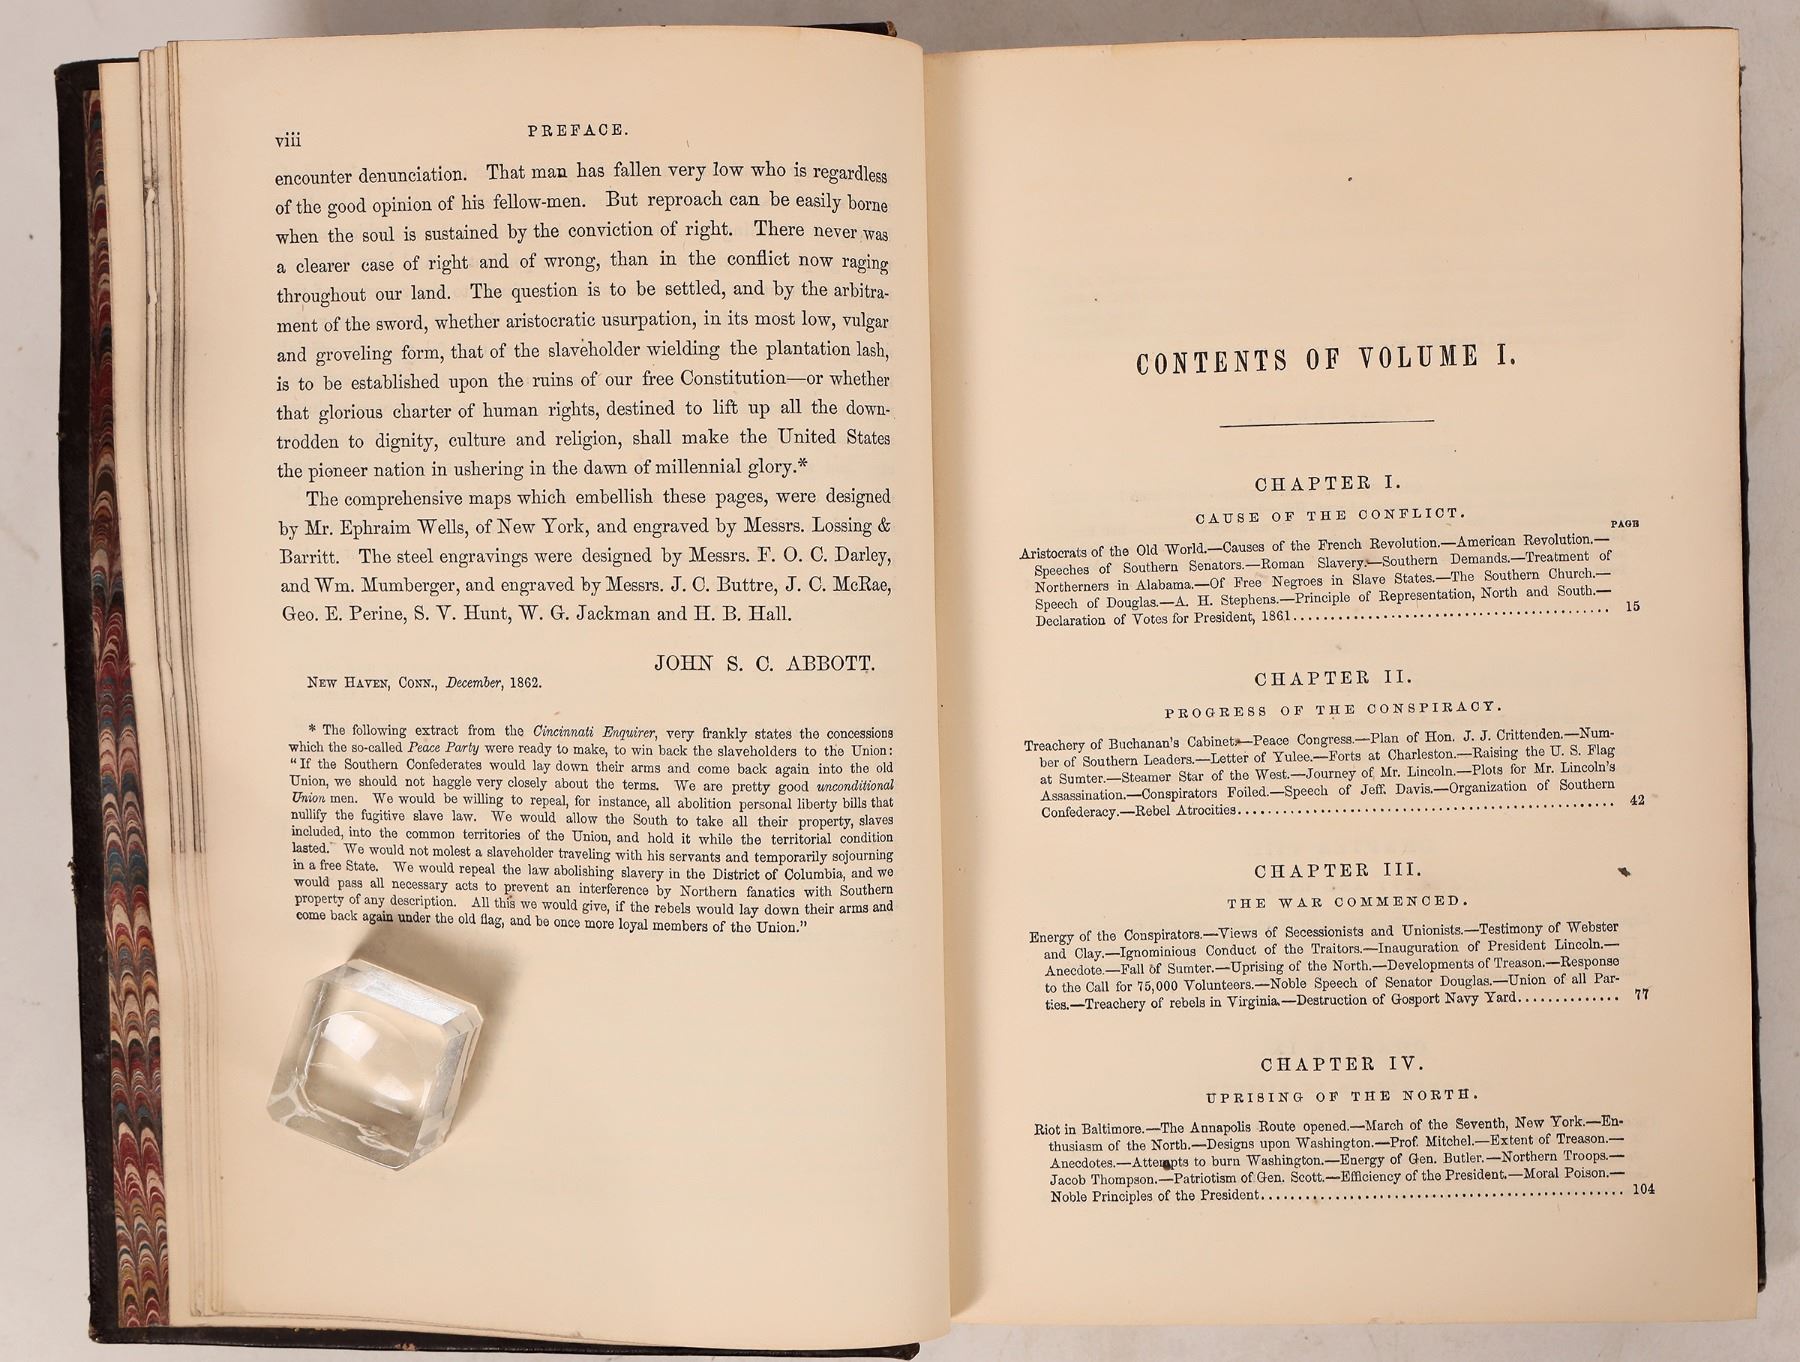 viii
PREFACE.
encounter denunciation. That man has fallen very low who is regardless
of the good opinion of his fellow-men. But reproach can be easily borne
when the soul is sustained by the conviction of right. There never was
a clearer case of right and of wrong, than in the conflict now raging
throughout our land. The question is to be settled, and by the arbitra-
ment of the sword, whether aristocratic usurpation, in its most low, vulgar
and groveling form, that of the slaveholder wielding the plantation lash,
is to be established upon the ruins of our free Constitution—or whether
that glorious charter of human rights, destined to lift up all the down-
trodden to dignity, culture and religion, shall make the United States
the pioneer nation in ushering in the dawn of millennial glory.*
The comprehensive maps which embellish these pages, were designed
by Mr. Ephraim Wells, of New York, and engraved by Messrs. Lossing &
Barritt. The steel engravings were designed by Messrs. F. O. C. Darley,
and Wm. Mumberger, and engraved by Messrs. J. C. Buttre, J. C. McRae,
Geo. E. Perine, S. V. Hunt, W. G. Jackman and H. B. Hall.
JOHN S. C. ABBOTT.
New Haven, Conn., December, 1862.
* The following extract from the Cincinnati Enquirer, very frankly states the concessions
which the so-called Peace Party were ready to make, to win back the slaveholders to the Union:
"If the Southern Confederates would lay down their arms and come back again into the old
Union, we should not haggle very closely about the terms. We are pretty good unconditional
Union men. We would be willing to repeal, for instance, all abolition personal liberty bills that
nullify the fugitive slave law. We would allow the South to take all their property, slaves
included, into the common territories of the Union, and hold it while the territorial condition
lasted. We would not molest a slaveholder traveling with his servants and temporarily sojourning
in a free State. We would repeal the law abolishing slavery in the District of Columbia, and we
would pass all necessary acts to prevent an interference by Northern fanatics with Southern
property of any description. All this we would give, if the rebels would lay down their arms and
come back again under the old flag, and be once more loyal members of the Union."
CONTENTS OF VOLUME I.
CHAPTER I.
CAUSE OF THE CONFLICT.
PAGE
Aristocrats of the Old World.—Causes of the French Revolution.—American Revolution.—
Speeches of Southern Senators.—Roman Slavery.—Southern Demands.—Treatment of
Northerners in Alabama.—Of Free Negroes in Slave States.—The Southern Church.—
Speech of Douglas.—A. H. Stephens.—Principle of Representation, North and South.—
Declaration of Votes for President, 1861........................................ 15
CHAPTER II.
PROGRESS OF THE CONSPIRACY.
Treachery of Buchanan's Cabinet.—Peace Congress.—Plan of Hon. J. J. Crittenden.—Num-
ber of Southern Leaders.—Letter of Yulee.—Forts at Charleston.—Raising the U. S. Flag
at Sumter.—Steamer Star of the West.—Journey of Mr. Lincoln.—Plots for Mr. Lincoln's
Assassination.—Conspirators Foiled.—Speech of Jeff. Davis.—Organization of Southern
Confederacy.—Rebel Atrocities................................................ 42
CHAPTER III.
THE WAR COMMENCED.
Energy of the Conspirators.—Views of Secessionists and Unionists.—Testimony of Webster
and Clay.—Ignominious Conduct of the Traitors.—Inauguration of President Lincoln.—
Anecdote.—Fall of Sumter.—Uprising of the North.—Developments of Treason.—Response
to the Call for 75,000 Volunteers.—Noble Speech of Senator Douglas.—Union of all Par-
ties.—Treachery of rebels in Virginia.—Destruction of Gosport Navy Yard.............. 77
CHAPTER IV.
UPRISING OF THE NORTH.
Riot in Baltimore.—The Annapolis Route opened.—March of the Seventh, New York.—En-
thusiasm of the North.—Designs upon Washington.—Prof. Mitchel.—Extent of Treason.—
Anecdotes.—Attempts to burn Washington.—Energy of Gen. Butler.—Northern Troops.—
Jacob Thompson.—Patriotism of Gen. Scott.—Efficiency of the President.—Moral Poison.—
Noble Principles of the President............................................... 104